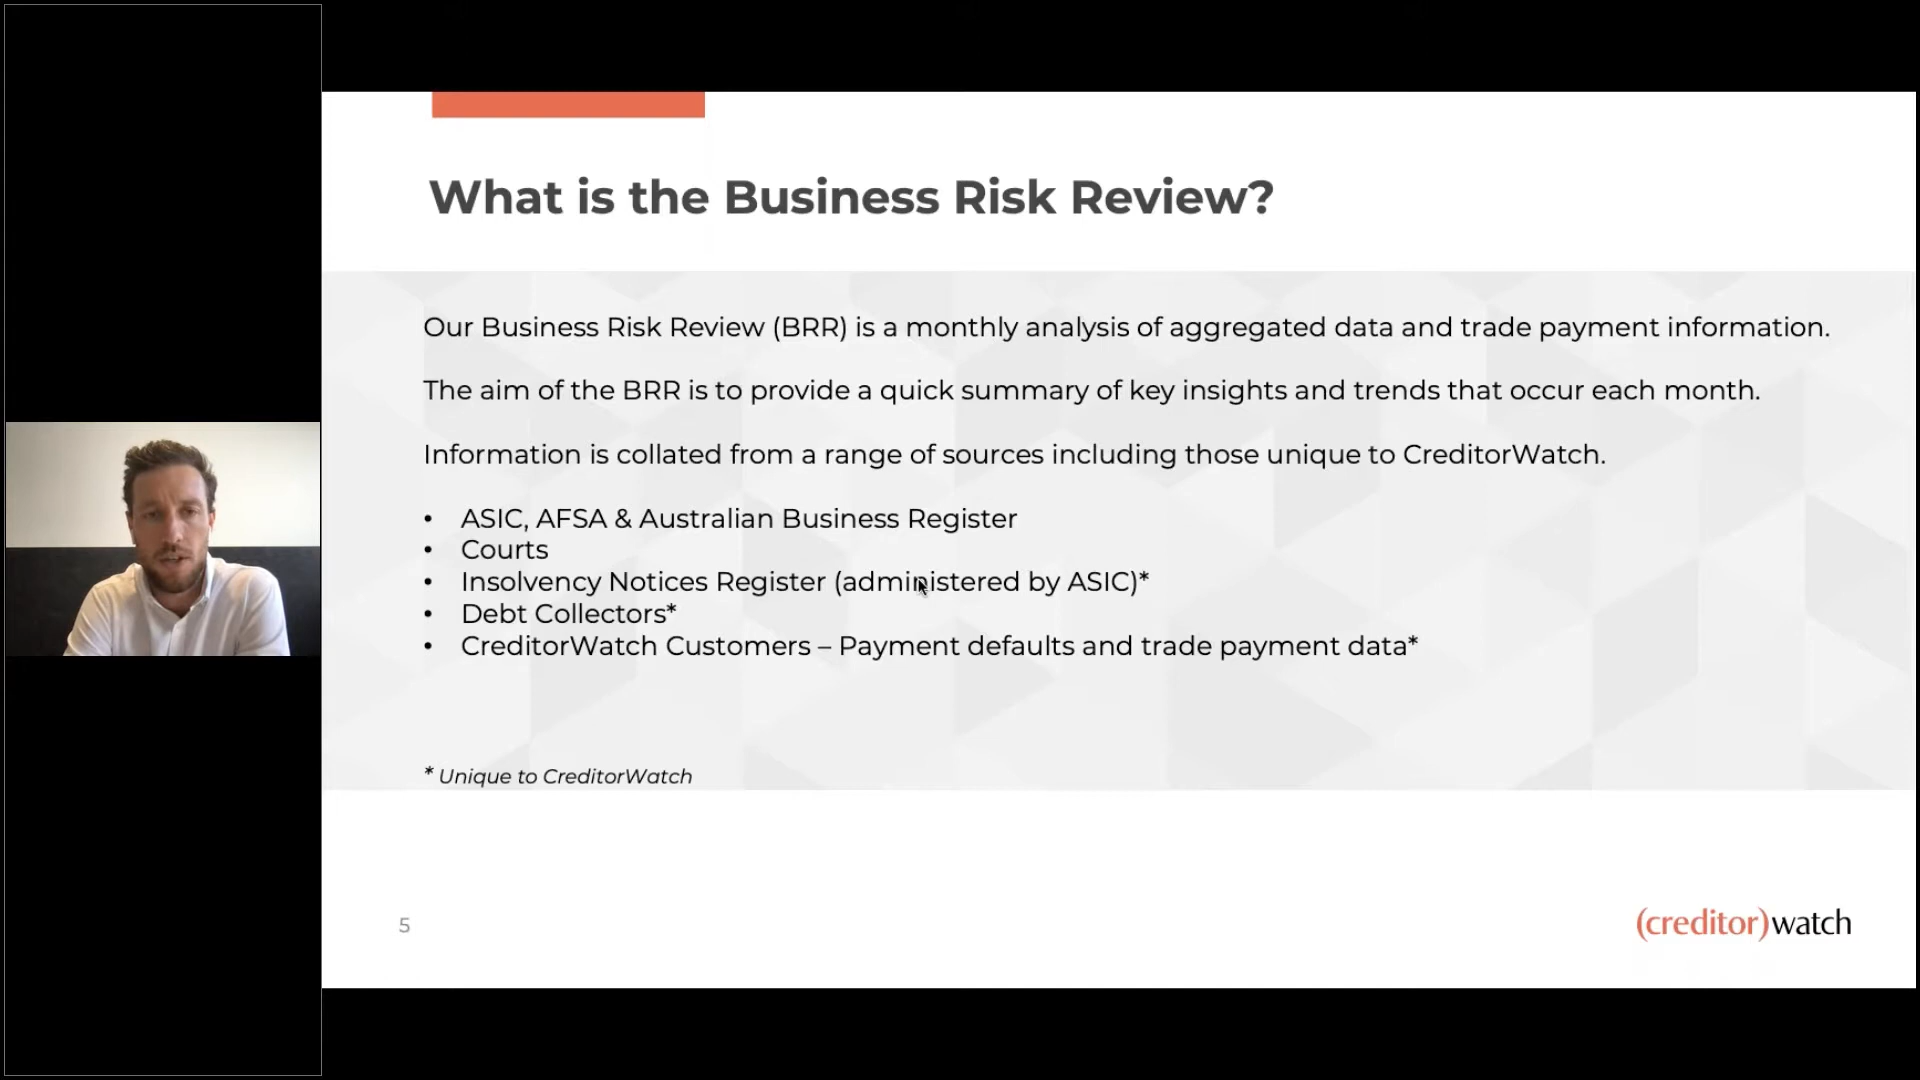 What is the Business Risk Review?
Our Business Risk Review (BRR) is a monthly analysis of aggregated data and trade payment information.
The aim of the BRR is to provide a quick summary of key insights and trends that occur each month.
Information is collated from a range of sources including those unique to CreditorWatch.
• ASIC, AFSA & Australian Business Register
• Courts
• Insolvency Notices Register (administered by ASIC)*
• Debt Collectors*
• CreditorWatch Customers – Payment defaults and trade payment data*
* Unique to CreditorWatch
5
(creditor)watch